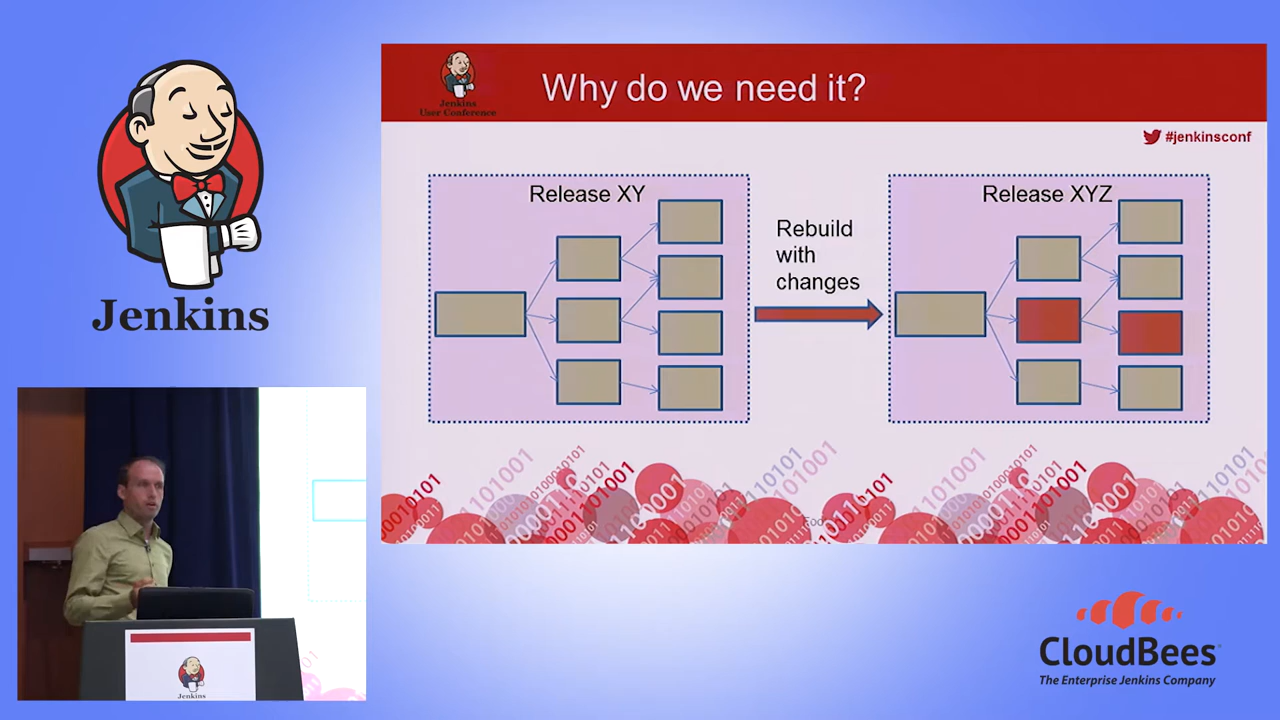 Jenkins
Jenkins
User Conference
Why do we need it?
#jenkinsconf
Release XY
Rebuild
with
changes
Release XYZ
Foo
CloudBees
The Enterprise Jenkins Company
Jenkins